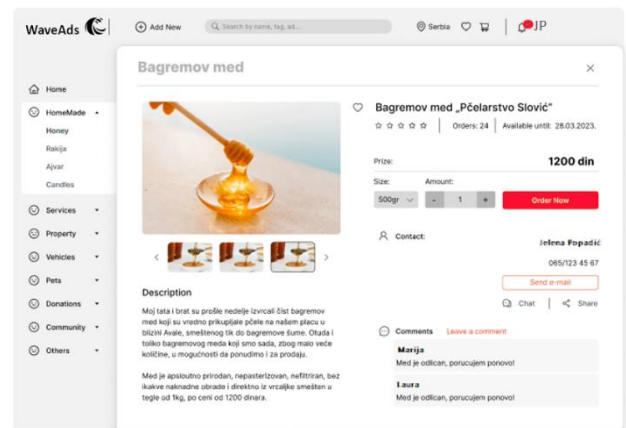 WaveAds
Add New
Search by name, tag, ad...
Serbia
JP
Bagremov med
Home
HomeMade
Honey
Rakija
Ajvar
Candles
Services
Property
Vehicles
Pets
Donations
Community
Others
Bagremov med „Pčelarstvo Slović"
Orders: 24
Available until: 28.03.2023.
Prize:
1200 din
Size:
Amount:
500gr
-
1
+
Order Now
Contact:
Jelena Popadić
065/123 45 67
Send e-mail
Chat
Share
Description
Moj tata i brat su prošle nedelje izvrcali čist bagremov
med koji su vredno prikupljale pčele na našem placu u
blizini Avale, smeštenog tik do bagremove šume. Otuda i
toliko bagremovog meda koji smo sada, zbog malo veće
količine, u mogućnosti da ponudimo i za prodaju.
Med je apsloutno prirodan, nepasterizovan, nefiltriran, bez
ikakve naknadne obrade i direktno iz vrcaljke smešten u
tegle od 1kg, po ceni od 1200 dinara.
Comments
Leave a comment
Marija
Med je odlican, porucujem ponovo!
Laura
Med je odlican, porucujem ponovo!